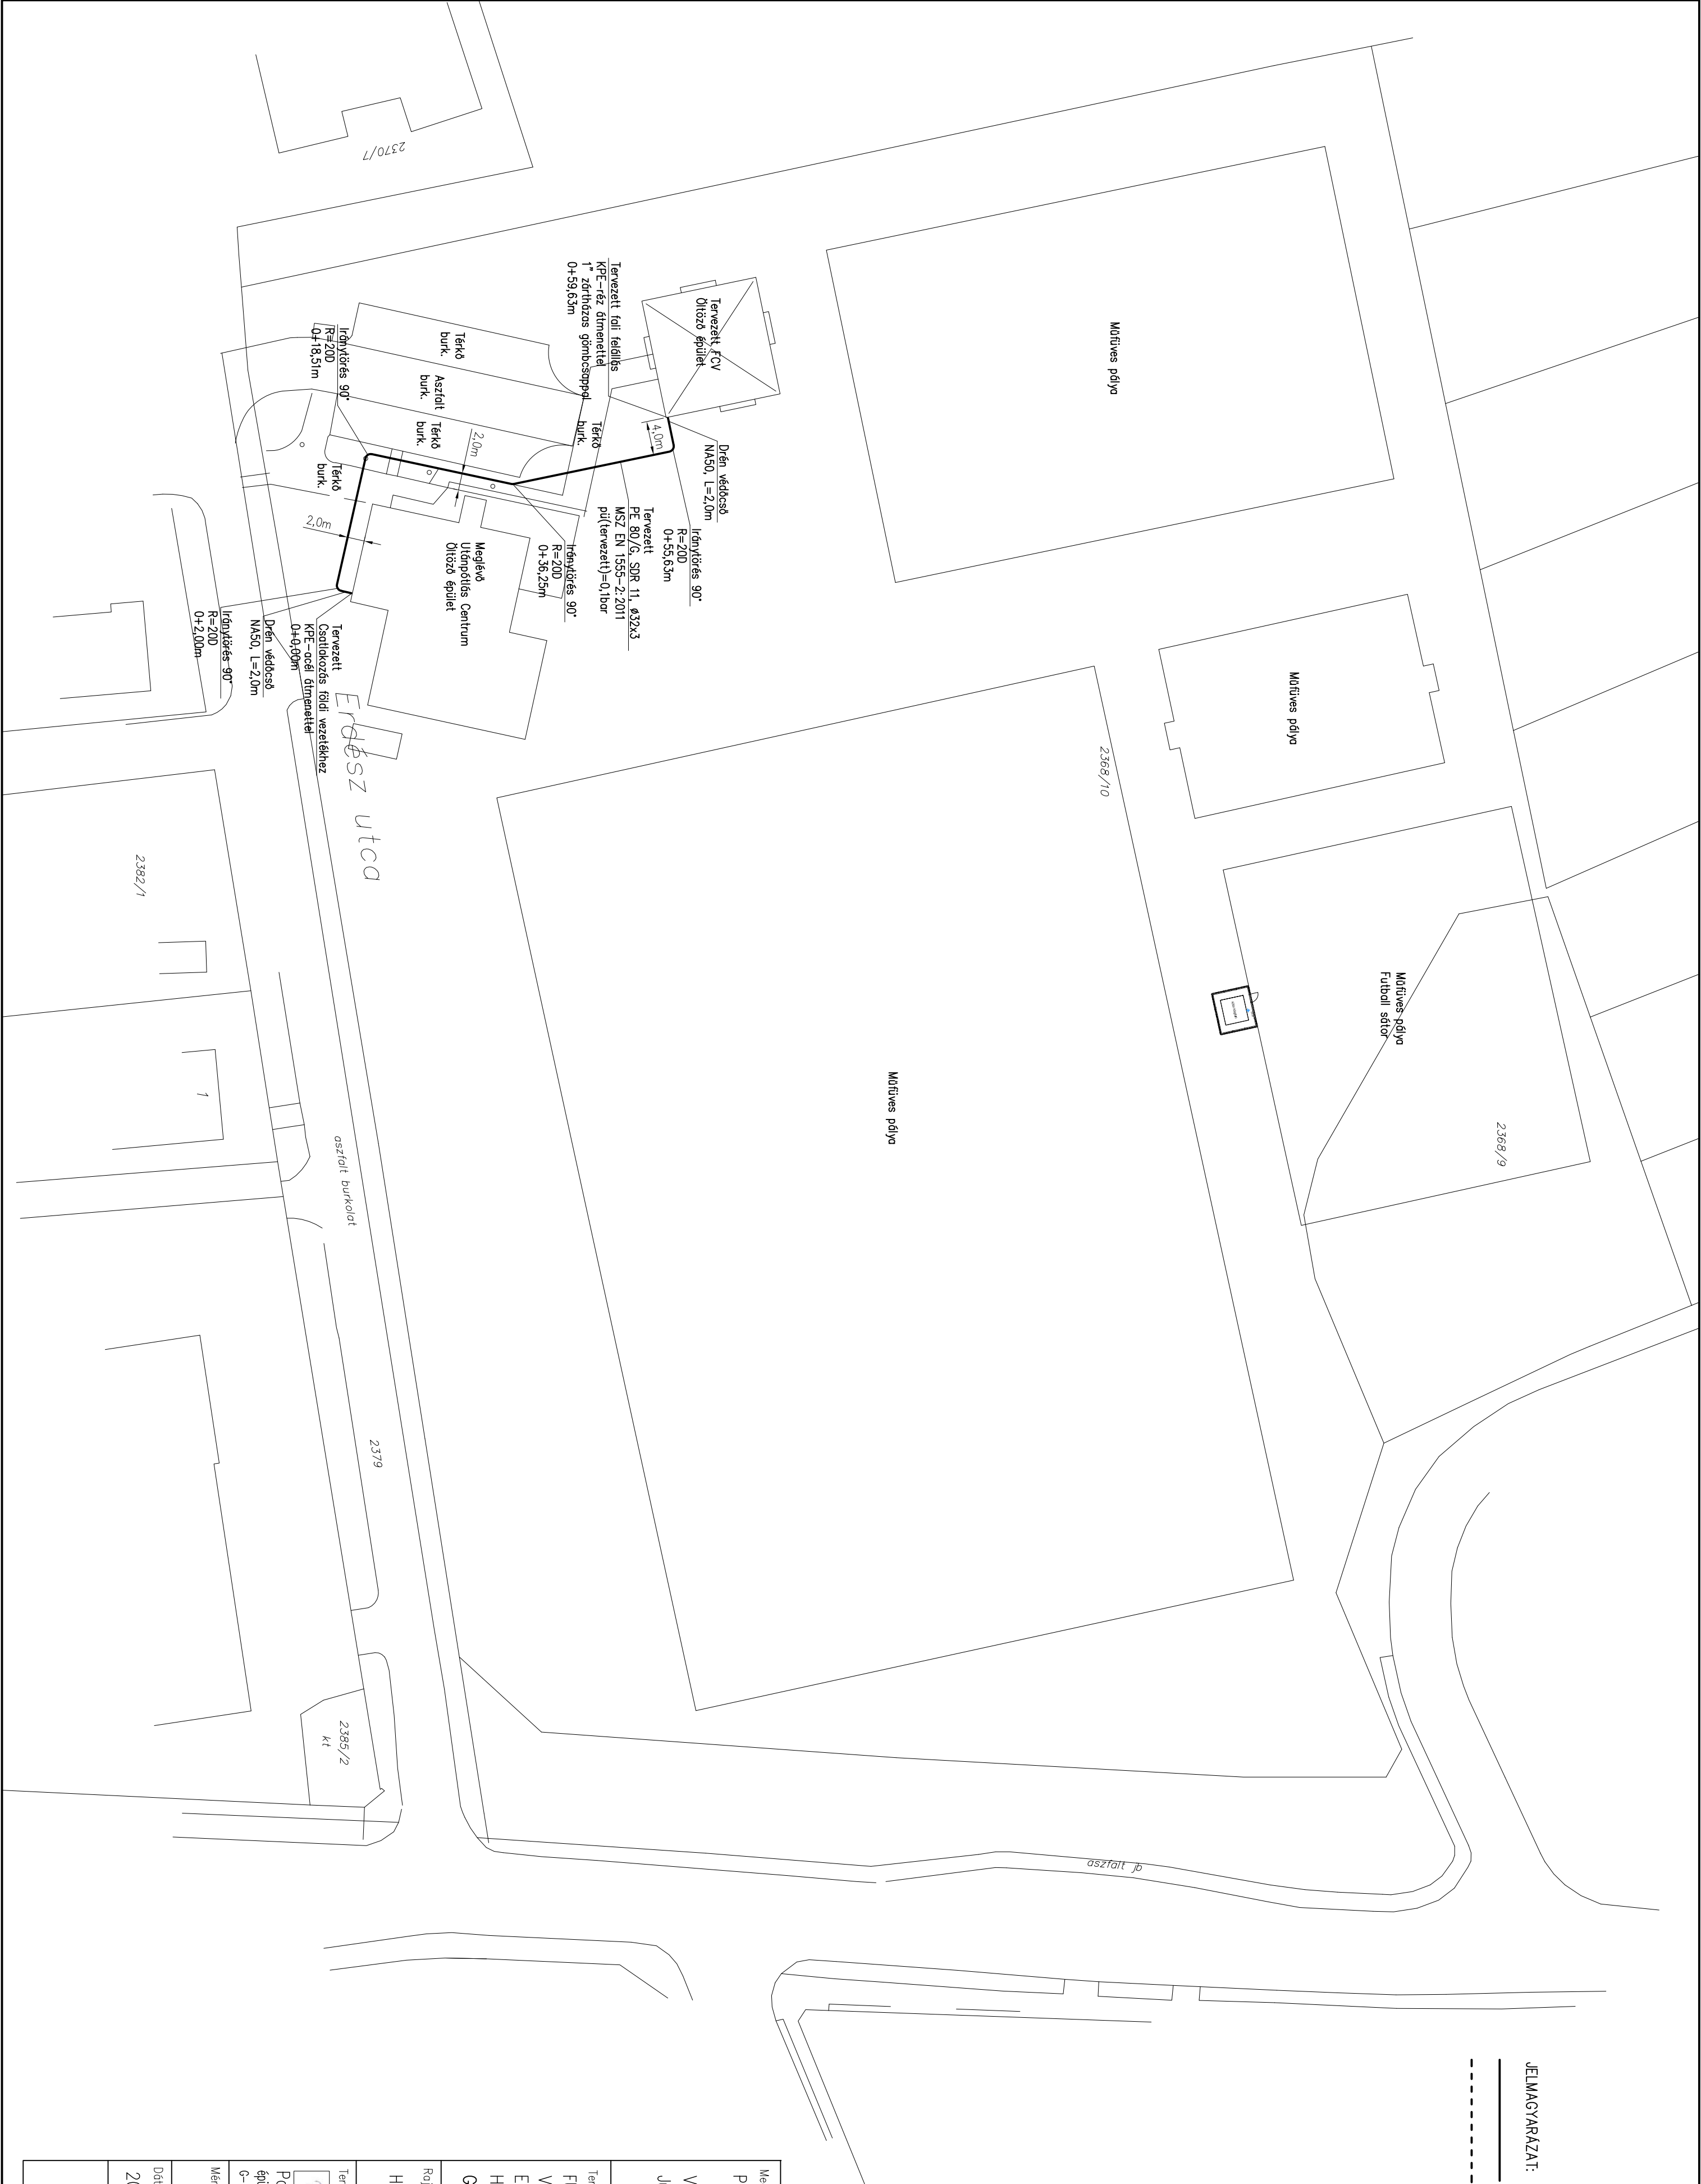 2370/7
Műfüves pálya
Tervezett FCV
Öltöző épület
Tervezett fali felállás
KPE-réz átmenettel
1" zártházas gömbcsappal
0+59,63m
Térkő
burk.
Aszfalt
burk.
Térkő
burk.
Térkő
burk.
Térkő
burk.
Iránytörés 90°
R=20D
0+18,51m
4,0m
2,0m
2,0m
Drén védőcső
NA50, L=2,0m
Iránytörés 90°
R=20D
0+55,63m
Tervezett
PE 80/G, SDR 11, ø32x3
MSZ EN 1555-2:2011
pü(tervezett)=0,1bar
Iránytörés 90°
R=20D
0+36,25m
Meglévő
Utánpótlás Centrum
Öltöző épület
Tervezett
Csatlakozás földi vezetékhez
KPE-acél átmenettel
0+0,00m
Drén védőcső
NA50, L=2,0m
Iránytörés 90°
R=20D
0+2,00m
Erdész utca
Műfüves pálya
2368/10
Műfüves pálya
Futball sátor
2368/9
Műfüves pálya
2382/1
1
aszfalt burkolat
2379
2385/2
kt
aszfalt jb
JELMAGYARÁZAT: